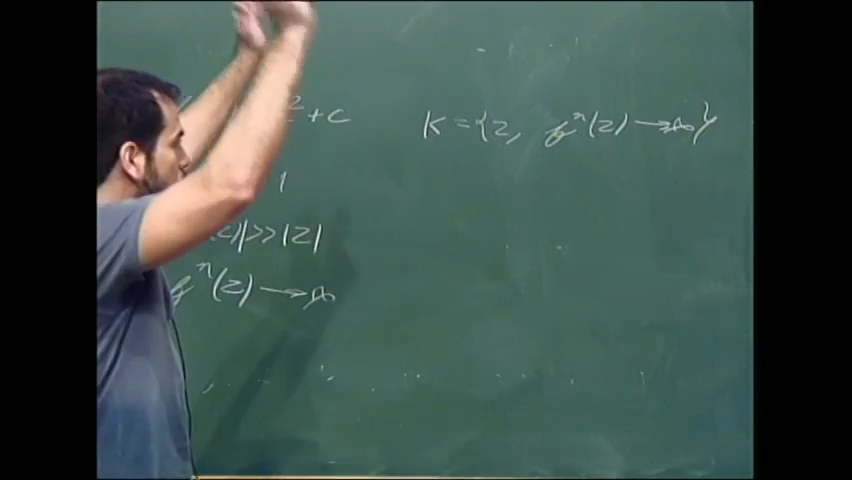 ² + c
1
)|>>|z|
fⁿ(z) → ∞
K = {z, fⁿ(z) → ∞}